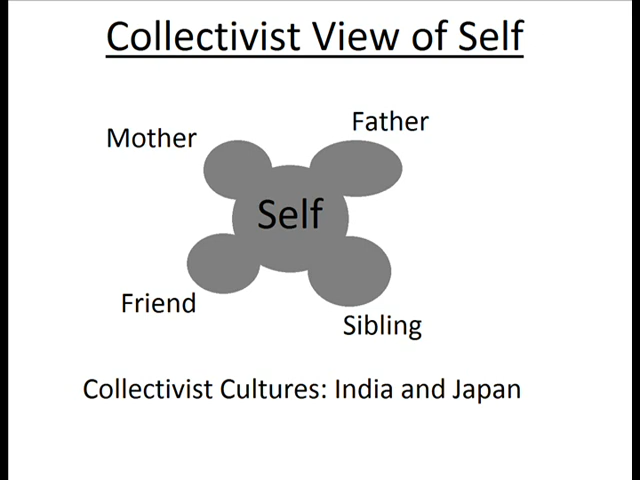 Collectivist View of Self
Father
Mother
Self
Friend
Sibling
Collectivist Cultures: India and Japan